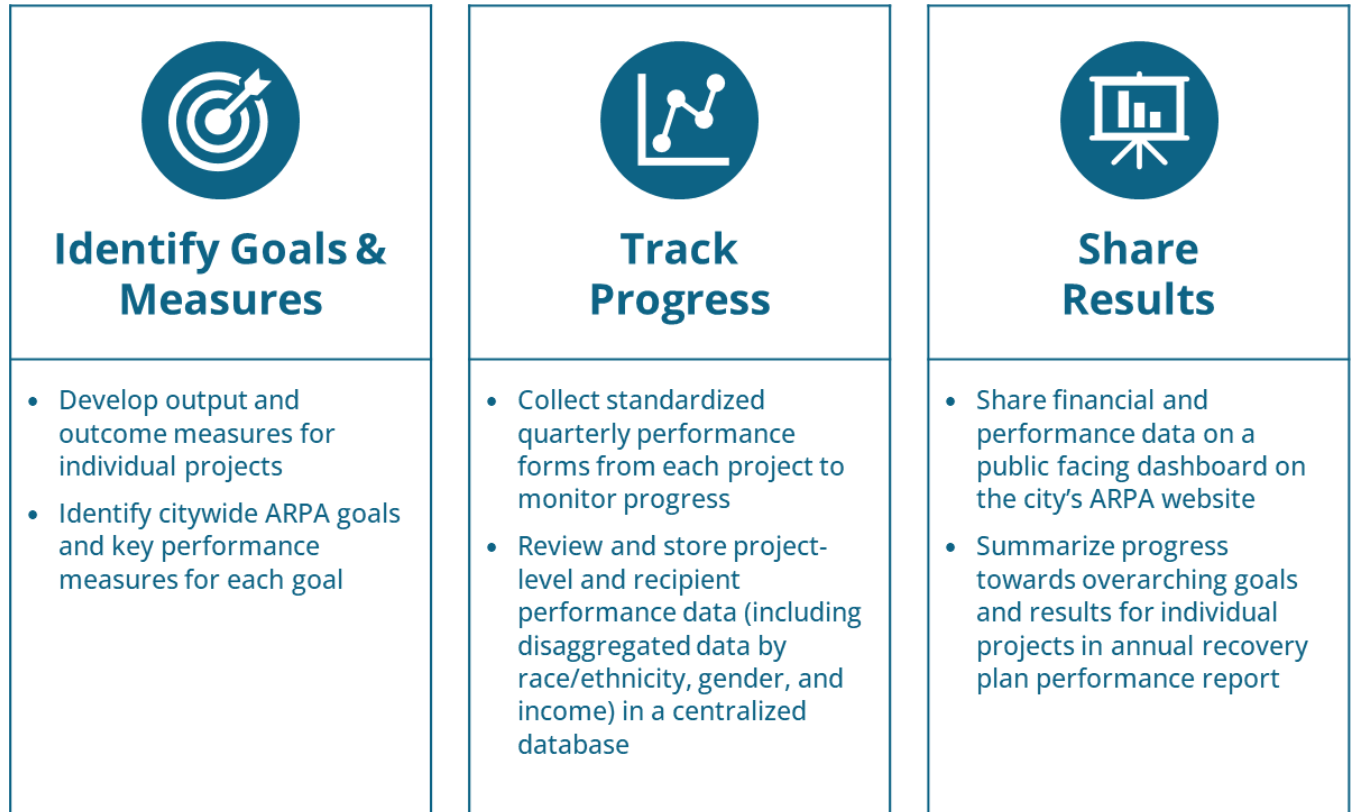 Identify Goals &
Measures
• Develop output and
outcome measures for
individual projects
• Identify citywide ARPA goals
and key performance
measures for each goal
Track
Progress
• Collect standardized
quarterly performance
forms from each project to
monitor progress
• Review and store project-
level and recipient
performance data (including
disaggregated data by
race/ethnicity, gender, and
income) in a centralized
database
Share
Results
• Share financial and
performance data on a
public facing dashboard on
the city’s ARPA website
• Summarize progress
towards overarching goals
and results for individual
projects in annual recovery
plan performance report